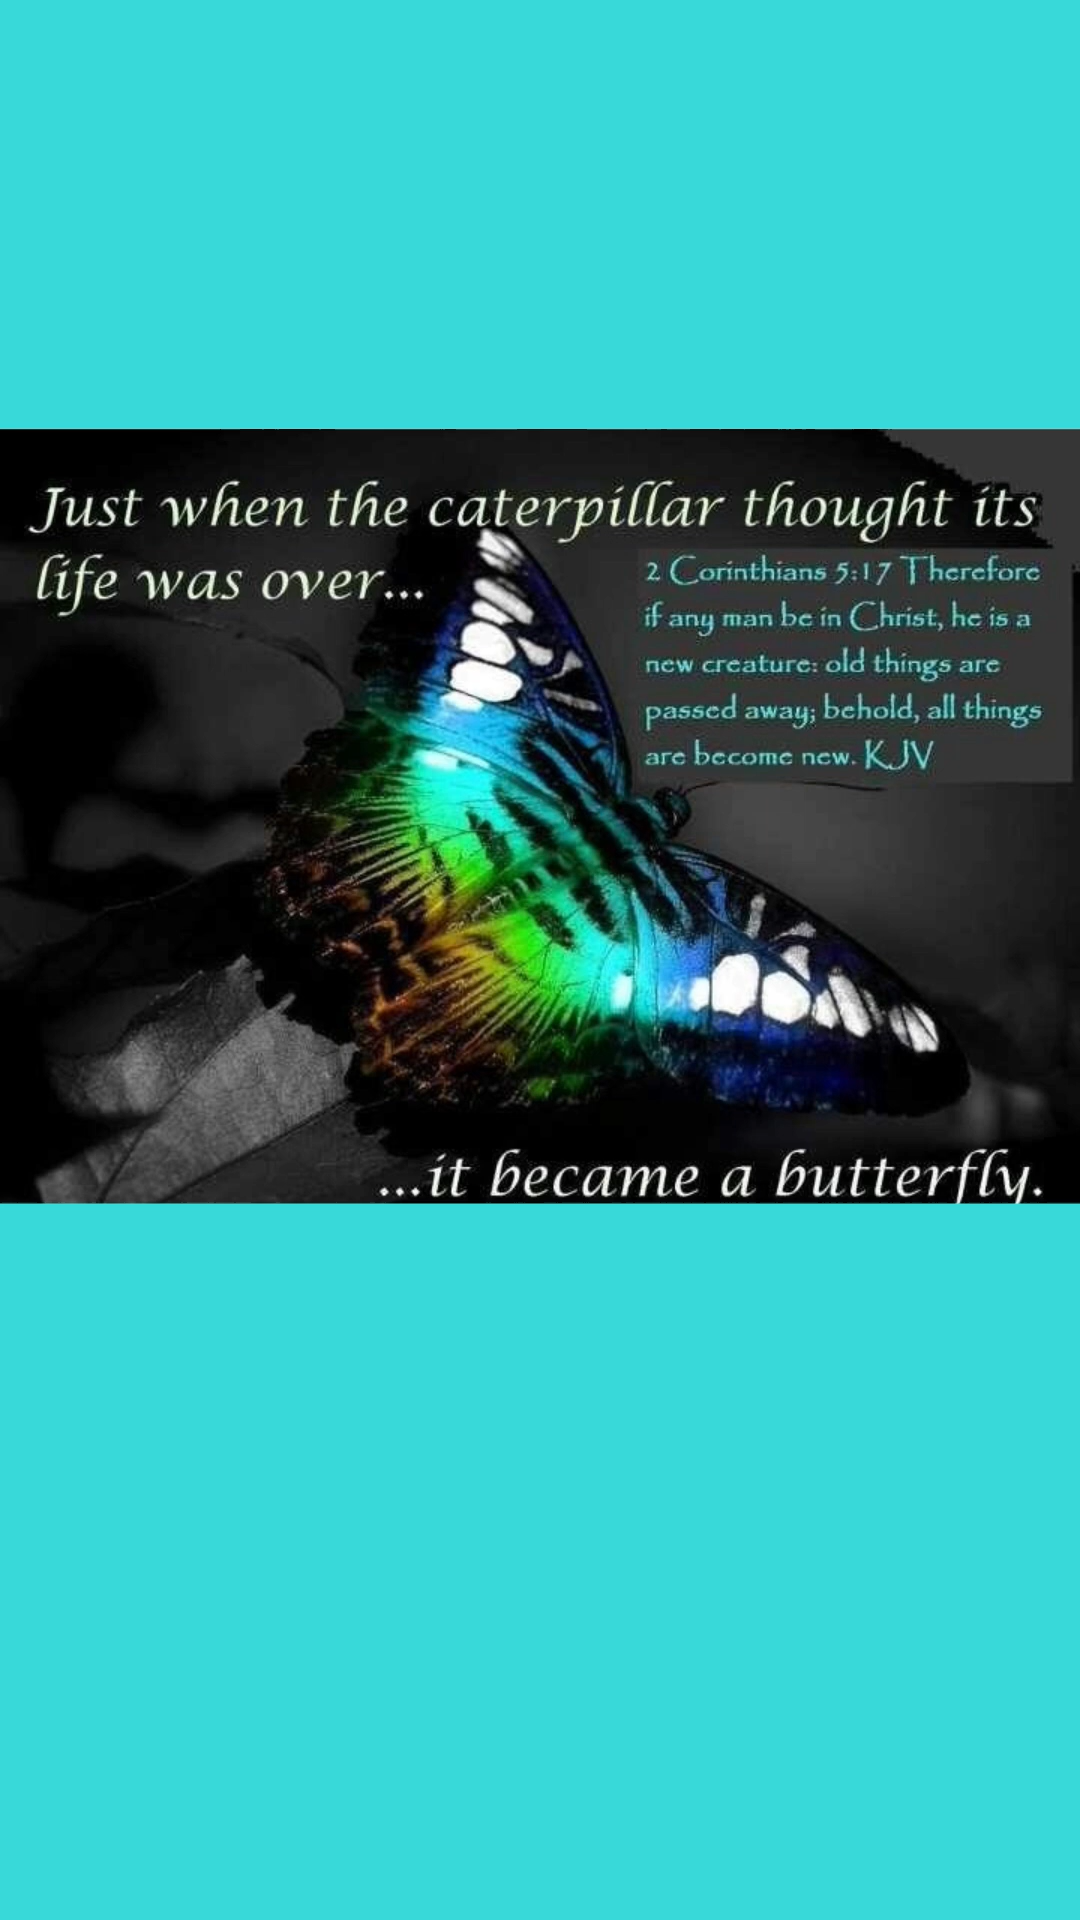 Just when the caterpillar thought its
life was over...
2 Corinthians 5:17 Therefore
if any man be in Christ, he is a
new creature: old things are
passed away; behold, all things
are become new. KJV
...it became a butterfly.